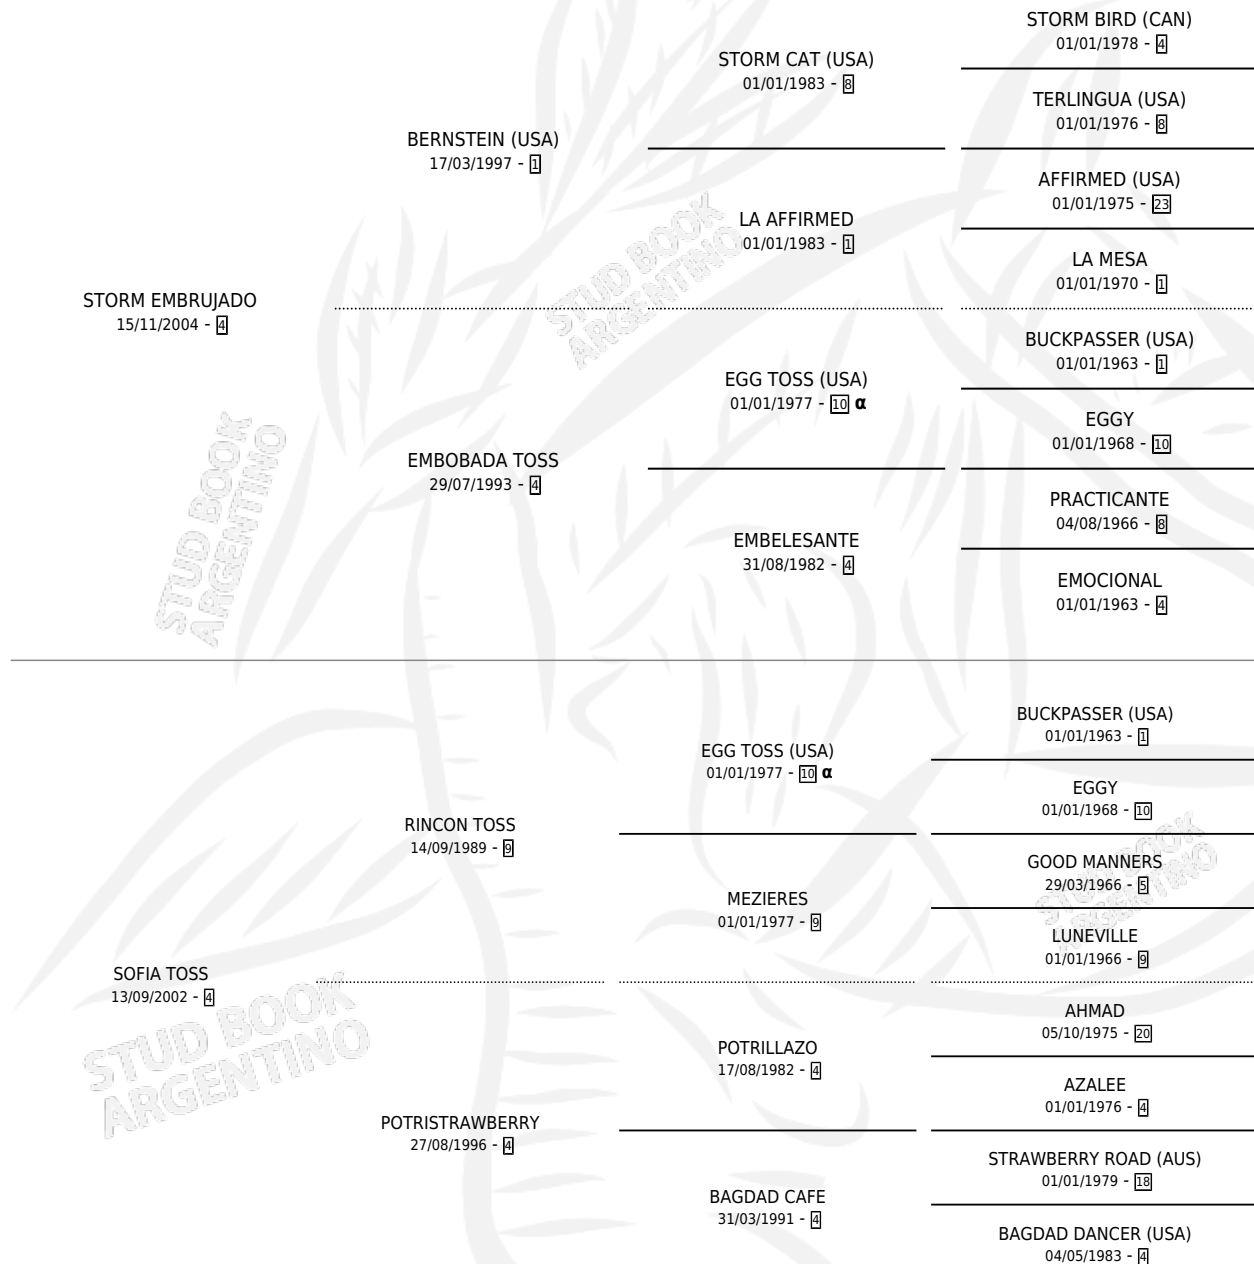 STORM BIRD (CAN)
01/01/1978 - 4
STORM CAT (USA)
01/01/1983 - 8
TERLINGUA (USA)
01/01/1976 - 8
BERNSTEIN (USA)
17/03/1997 - 1
AFFIRMED (USA)
01/01/1975 - 23
LA AFFIRMED
01/01/1983 - 1
LA MESA
01/01/1970 - 1
STORM EMBRUJADO
15/11/2004 - 4
BUCKPASSER (USA)
01/01/1963 - 1
EGG TOSS (USA)
01/01/1977 - 10 α
EGGY
01/01/1968 - 10
EMBOBADA TOSS
29/07/1993 - 4
PRACTICANTE
04/08/1966 - 8
EMBELESANTE
31/08/1982 - 4
EMOCIONAL
01/01/1963 - 4
BUCKPASSER (USA)
01/01/1963 - 1
EGG TOSS (USA)
01/01/1977 - 10 α
EGGY
01/01/1968 - 10
RINCON TOSS
14/09/1989 - 9
GOOD MANNERS
29/03/1966 - 5
MEZIERES
01/01/1977 - 9
LUNEVILLE
01/01/1966 - 9
SOFIA TOSS
13/09/2002 - 4
AHMAD
05/10/1975 - 20
POTRILLAZO
17/08/1982 - 4
AZALEE
01/01/1976 - 4
POTRISTRAWBERRY
27/08/1996 - 4
STRAWBERRY ROAD (AUS)
01/01/1979 - 18
BAGDAD CAFE
31/03/1991 - 4
BAGDAD DANCER (USA)
04/05/1983 - 4
STUD BOOK
ARGENTINO
STUD BOOK
ARGENTINO
STUD BOOK
ARGENTINO
STUD BOOK
ARGENTINO